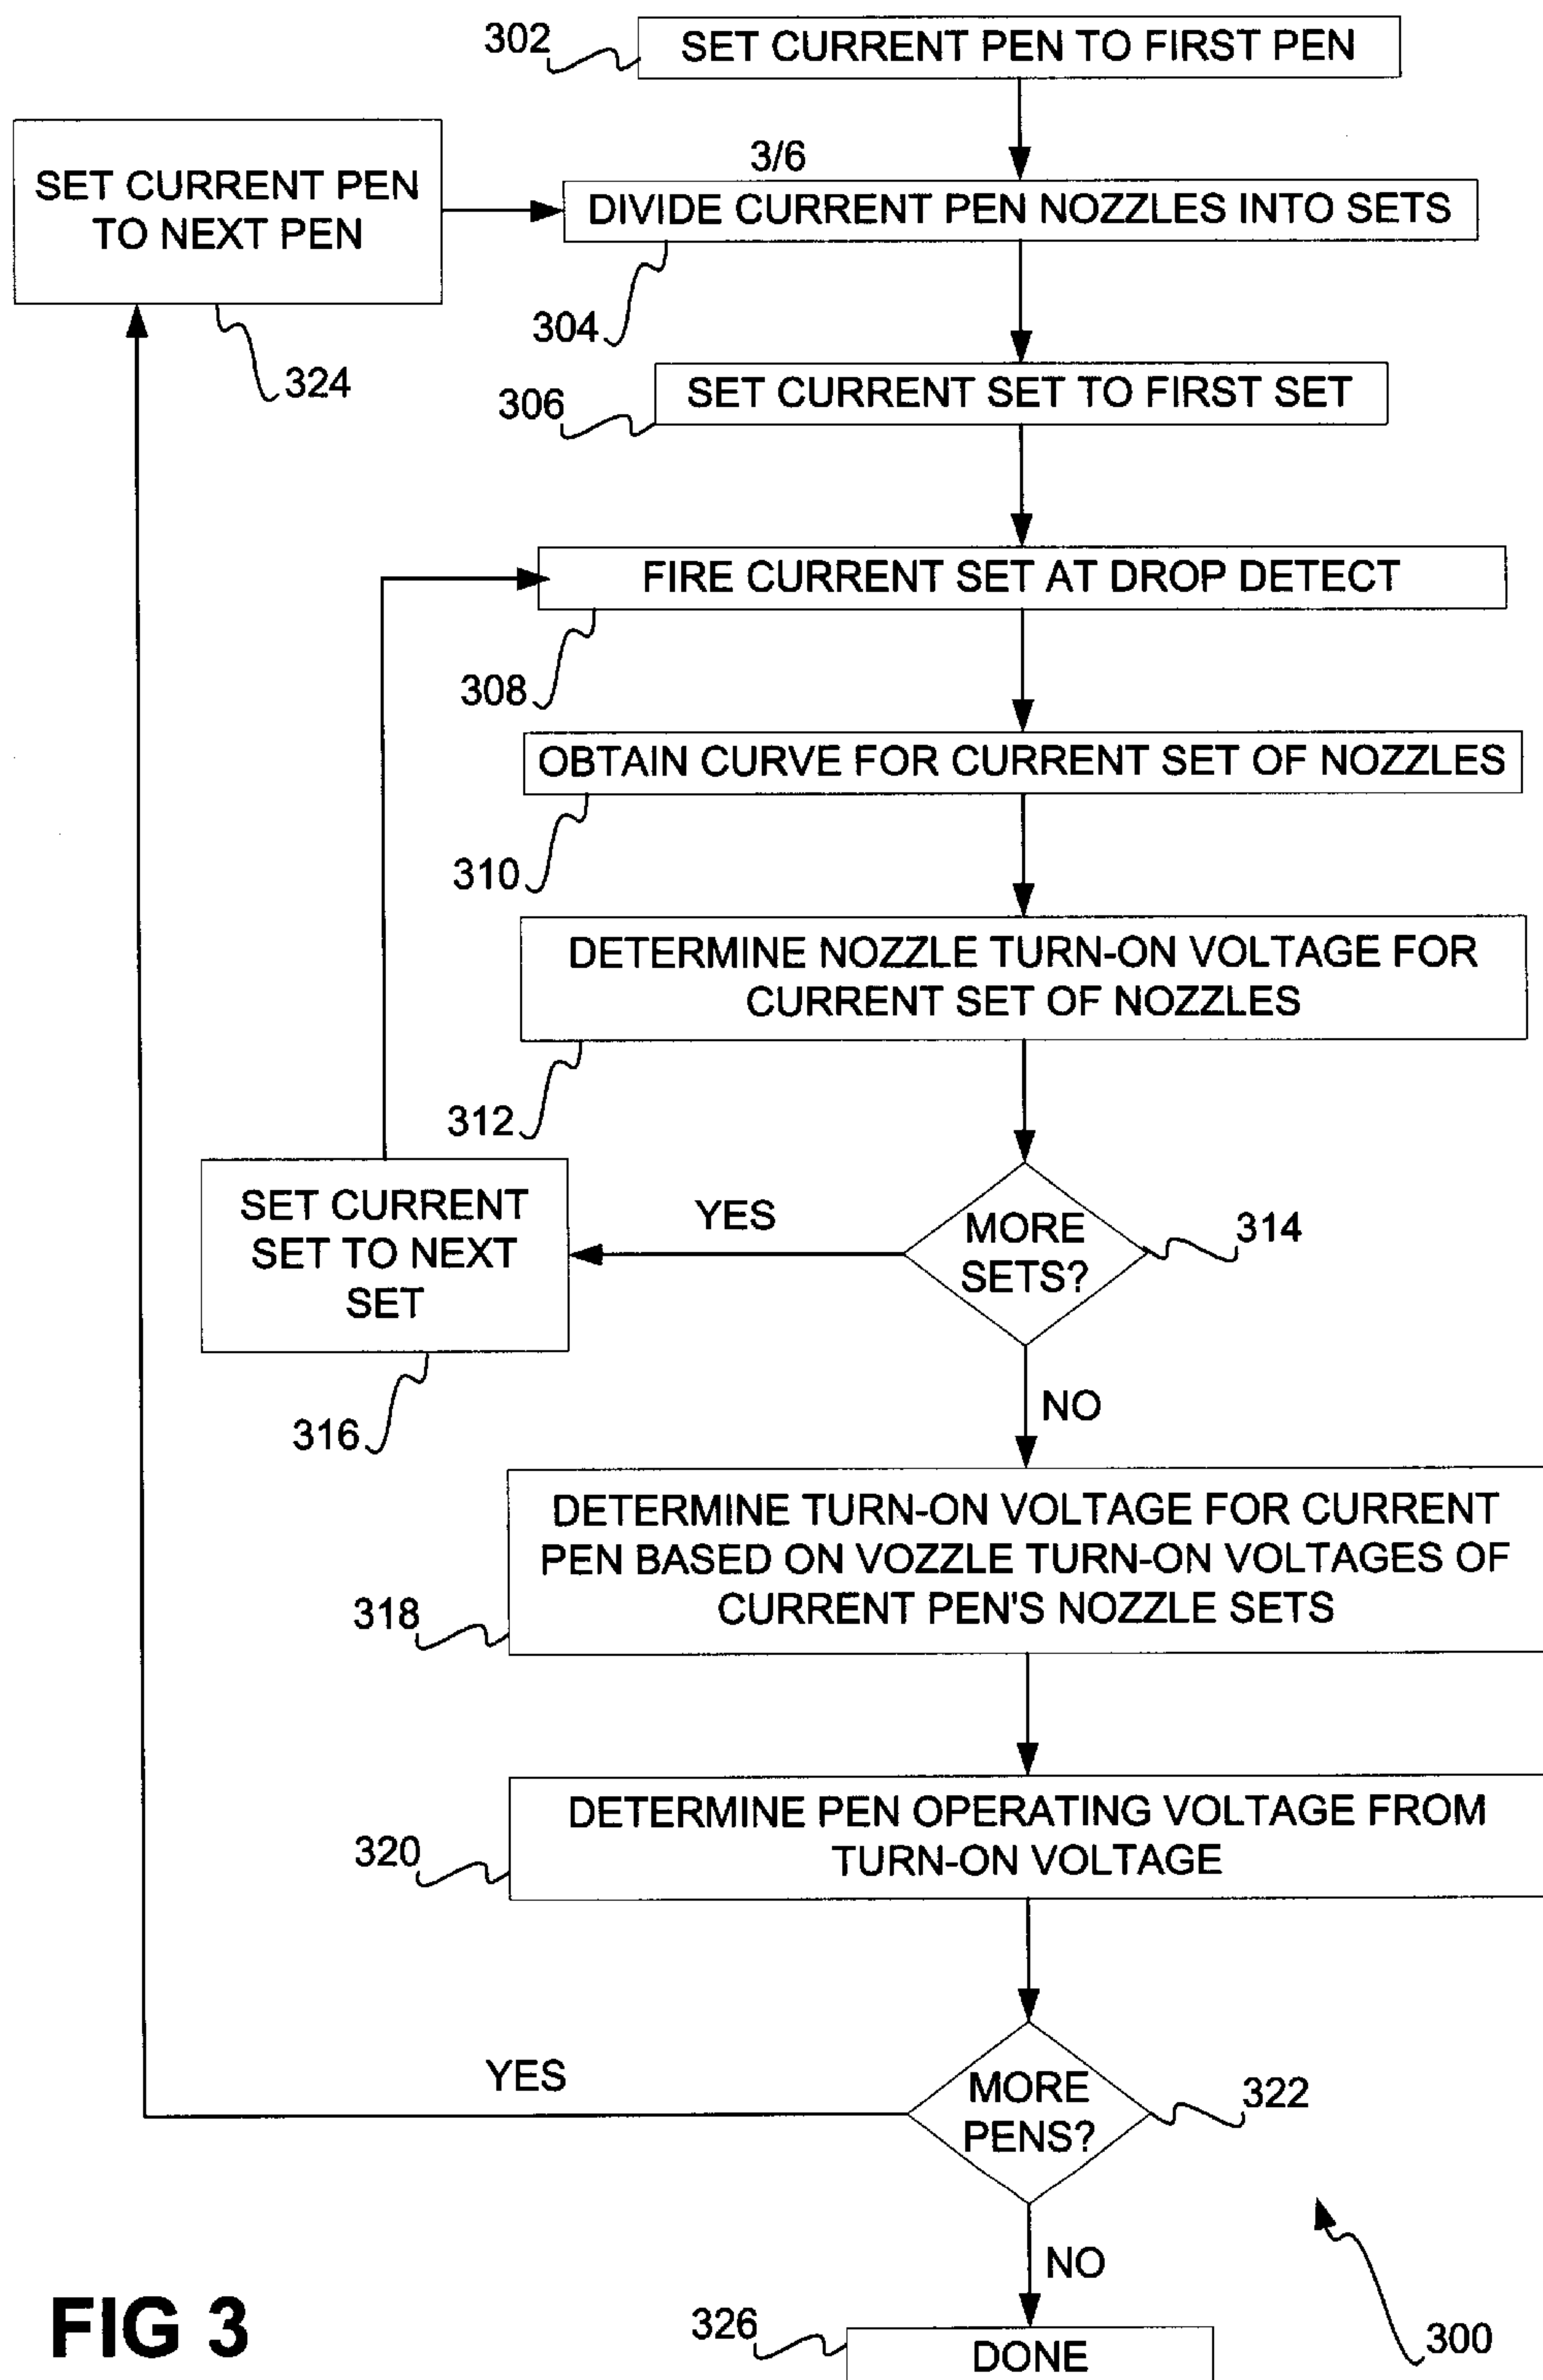 302
SET CURRENT PEN TO FIRST PEN
3/6
SET CURRENT PEN
TO NEXT PEN
DIVIDE CURRENT PEN NOZZLES INTO SETS
304
324
306
SET CURRENT SET TO FIRST SET
FIRE CURRENT SET AT DROP DETECT
308
OBTAIN CURVE FOR CURRENT SET OF NOZZLES
310
DETERMINE NOZZLE TURN-ON VOLTAGE FOR
CURRENT SET OF NOZZLES
312
SET CURRENT
SET TO NEXT
SET
YES
MORE
SETS?
314
316
NO
DETERMINE TURN-ON VOLTAGE FOR CURRENT
PEN BASED ON VOZZLE TURN-ON VOLTAGES OF
CURRENT PEN'S NOZZLE SETS
318
DETERMINE PEN OPERATING VOLTAGE FROM
TURN-ON VOLTAGE
320
YES
MORE
PENS?
322
NO
FIG 3
326
DONE
300